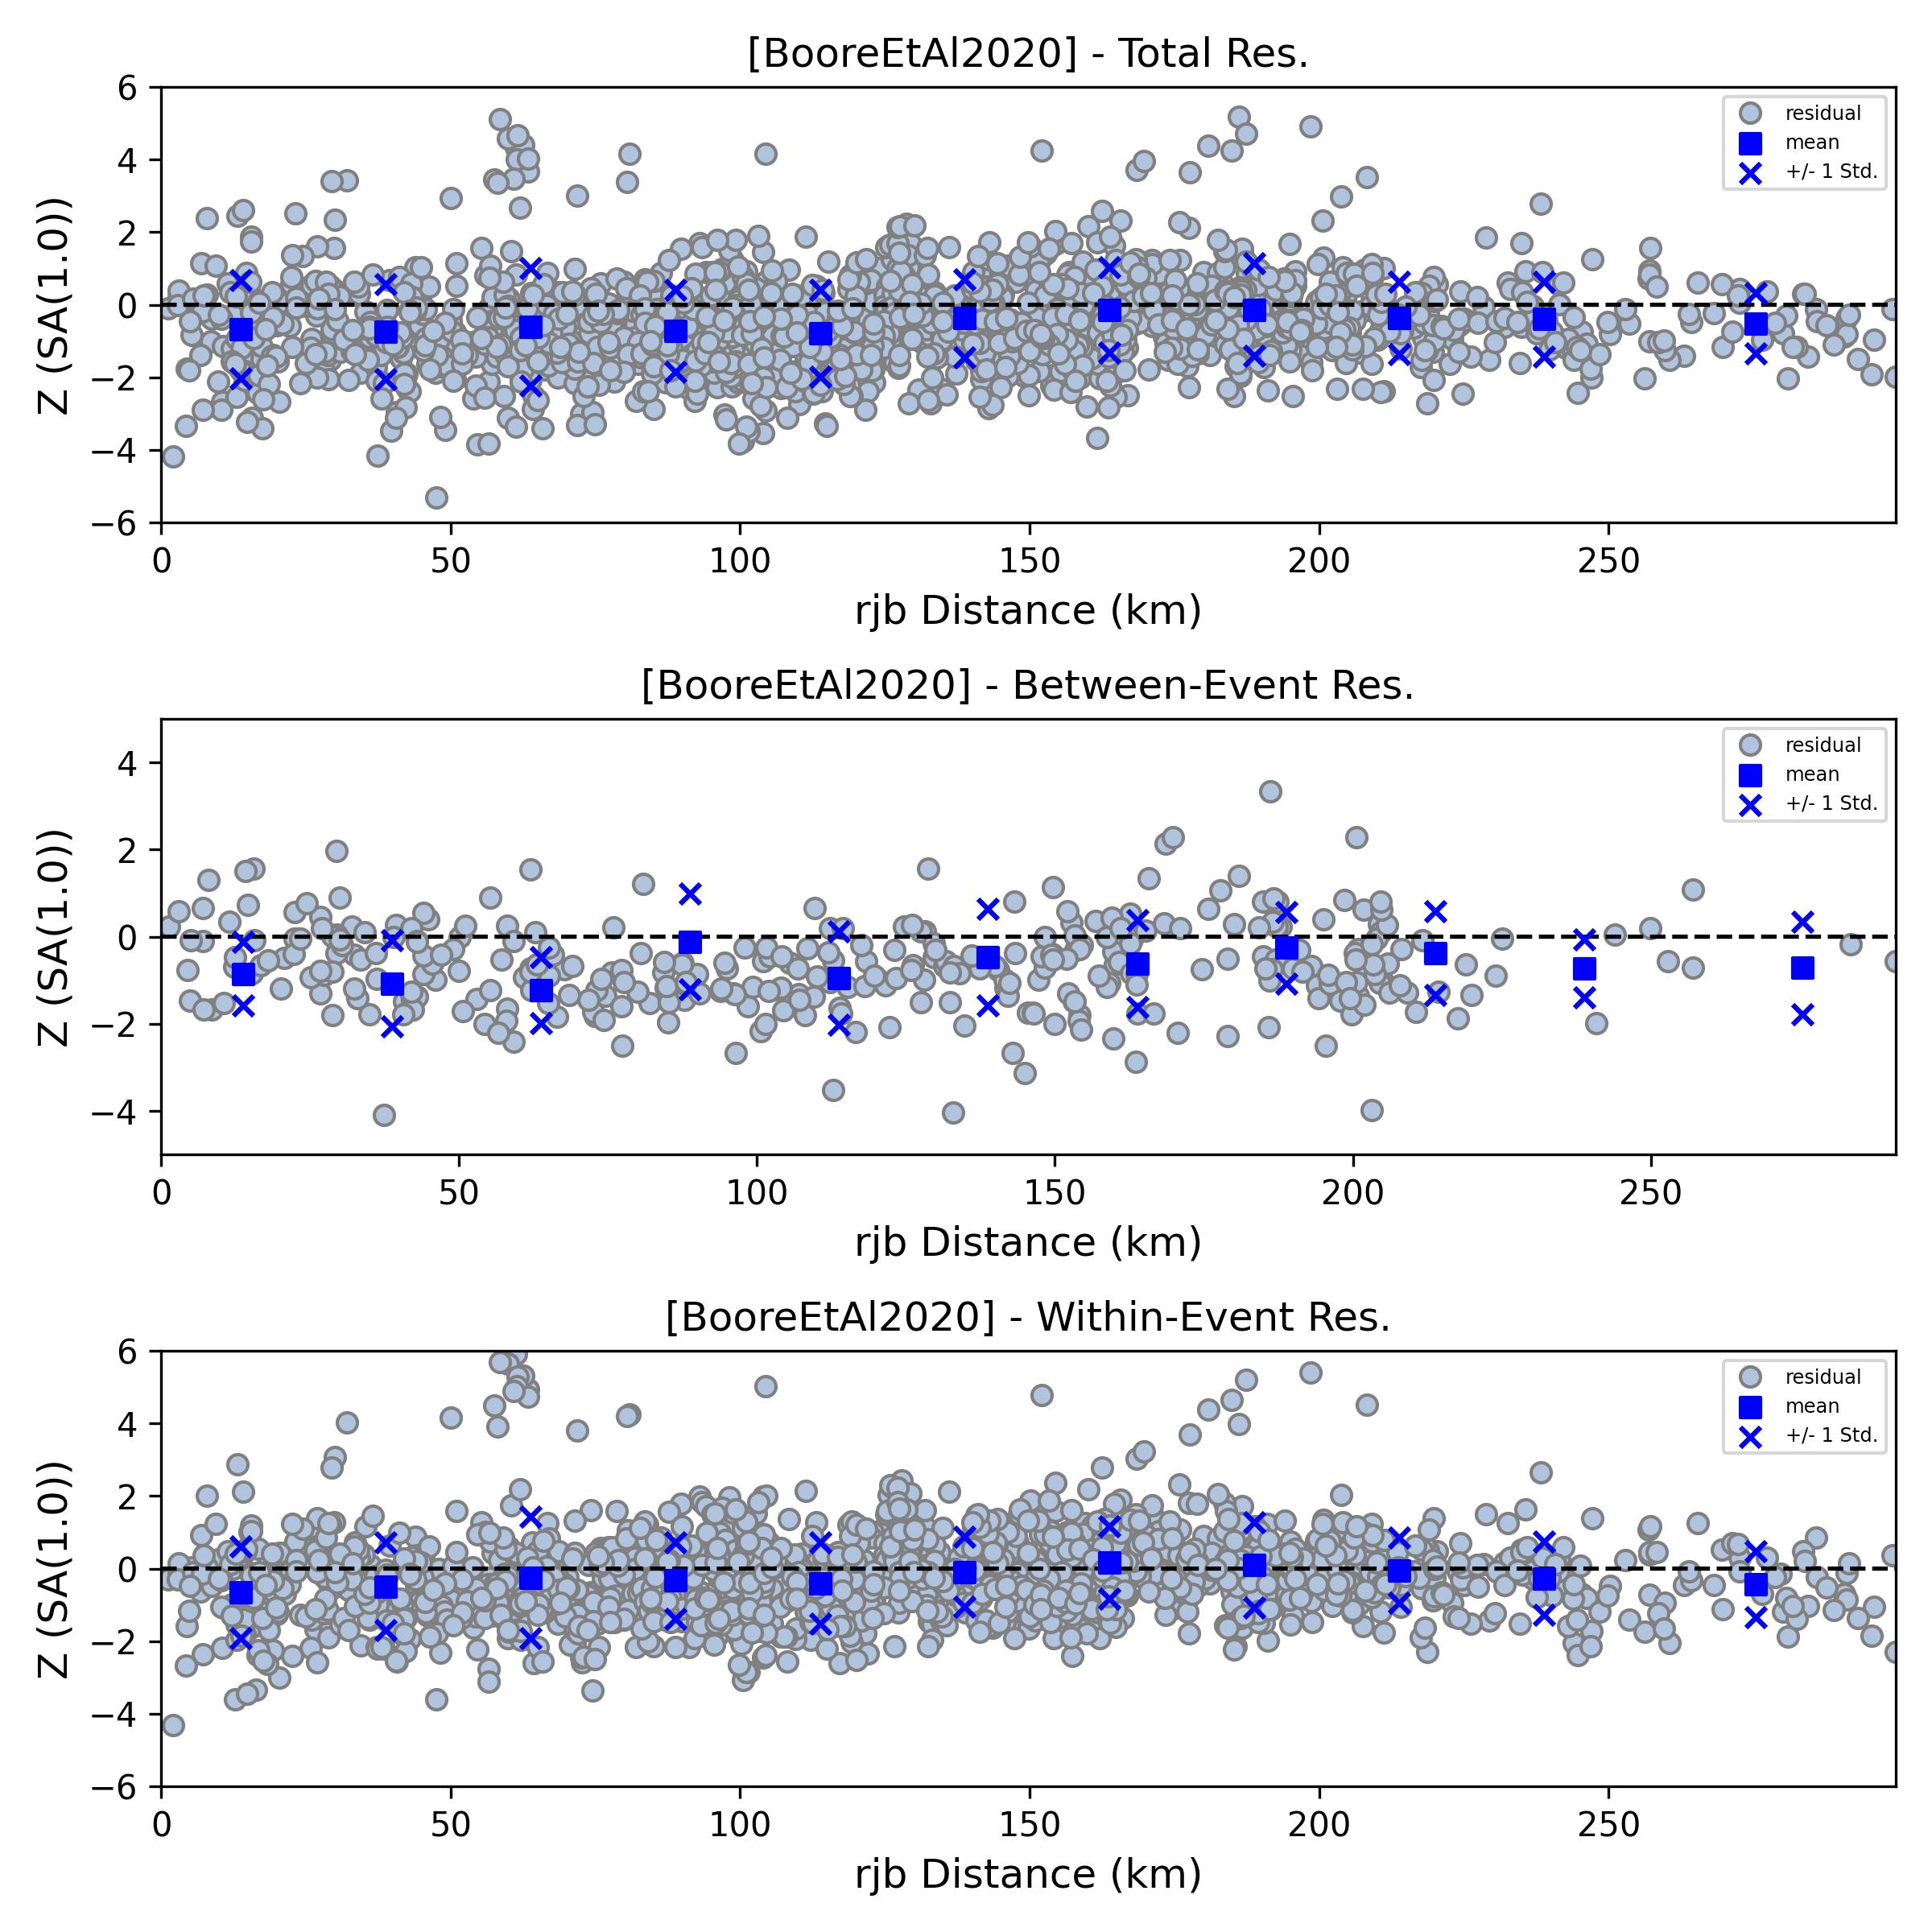 [BooreEtAl2020] - Total Res.
6
4
2
0
−2
−4
−6
Z (SA(1.0))
residual
mean
+/- 1 Std.
0 50 100 150 200 250
rjb Distance (km)
[BooreEtAl2020] - Between-Event Res.
4
2
0
−2
−4
Z (SA(1.0))
residual
mean
+/- 1 Std.
0 50 100 150 200 250
rjb Distance (km)
[BooreEtAl2020] - Within-Event Res.
6
4
2
0
−2
−4
−6
Z (SA(1.0))
residual
mean
+/- 1 Std.
0 50 100 150 200 250
rjb Distance (km)